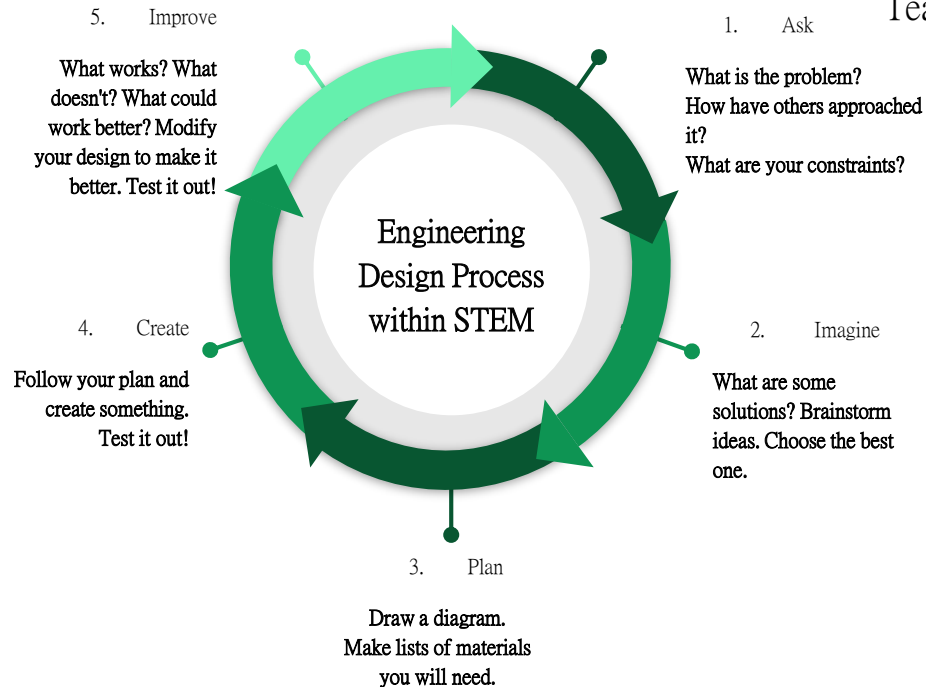 1. Ask
What is the problem?
How have others approached
it?
What are your constraints?
2. Imagine
What are some
solutions? Brainstorm
ideas. Choose the best
one.
3. Plan
Draw a diagram.
Make lists of materials
you will need.
4. Create
Follow your plan and
create something.
Test it out!
5. Improve
What works? What
doesn't? What could
work better? Modify
your design to make it
better. Test it out!
Engineering
Design Process
within STEM